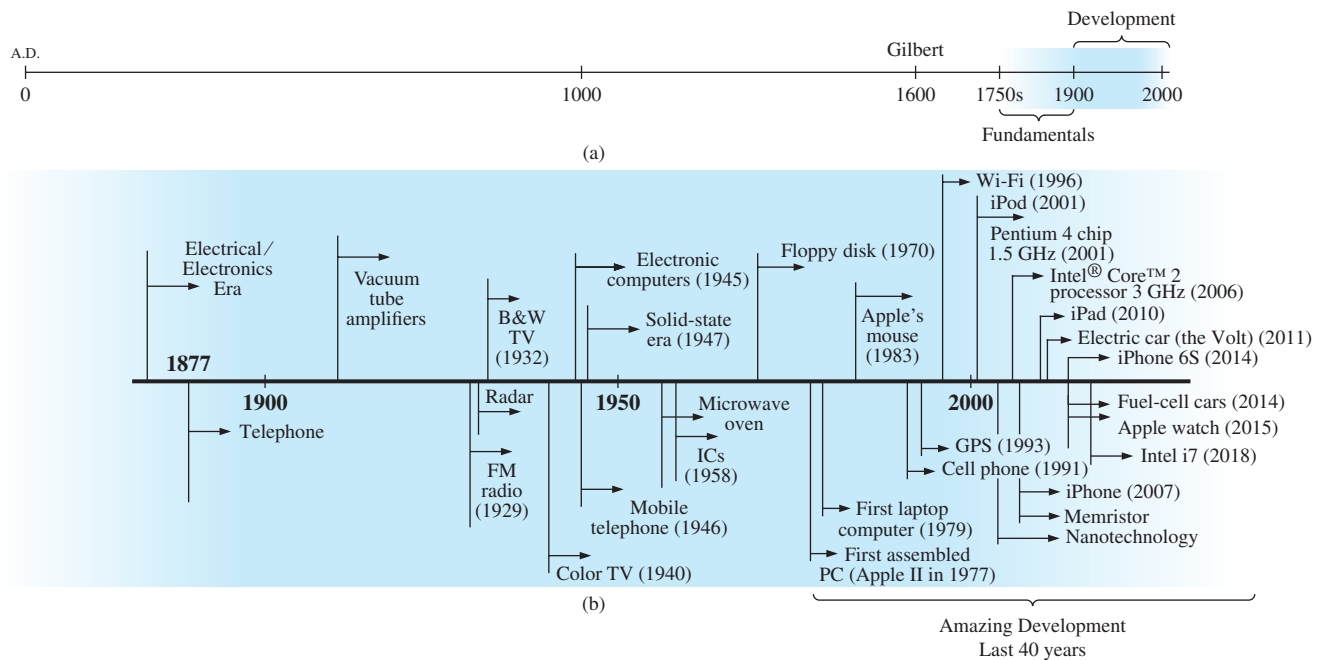 Development
A.D.
Gilbert
0
1000
1600
1750s
1900
2000
Fundamentals
(a)
Wi-Fi (1996)
iPod (2001)
Pentium 4 chip
1.5 GHz (2001)
Electrical/
Electronics
Era
Vacuum
tube
amplifiers
B&W
TV
(1932)
Electronic
computers (1945)
Solid-state
era (1947)
Floppy disk (1970)
Apple's
mouse
(1983)
Intel® Core™ 2
processor 3 GHz (2006)
iPad (2010)
Electric car (the Volt) (2011)
iPhone 6S (2014)
1877
1900
1950
2000
Telephone
Radar
FM
radio
(1929)
Color TV (1940)
Mobile
telephone (1946)
Microwave
oven
ICs
(1958)
First laptop
computer (1979)
First assembled
PC (Apple II in 1977)
GPS (1993)
Cell phone (1991)
Fuel-cell cars (2014)
Apple watch (2015)
Intel i7 (2018)
iPhone (2007)
Memristor
Nanotechnology
(b)
Amazing Development
Last 40 years